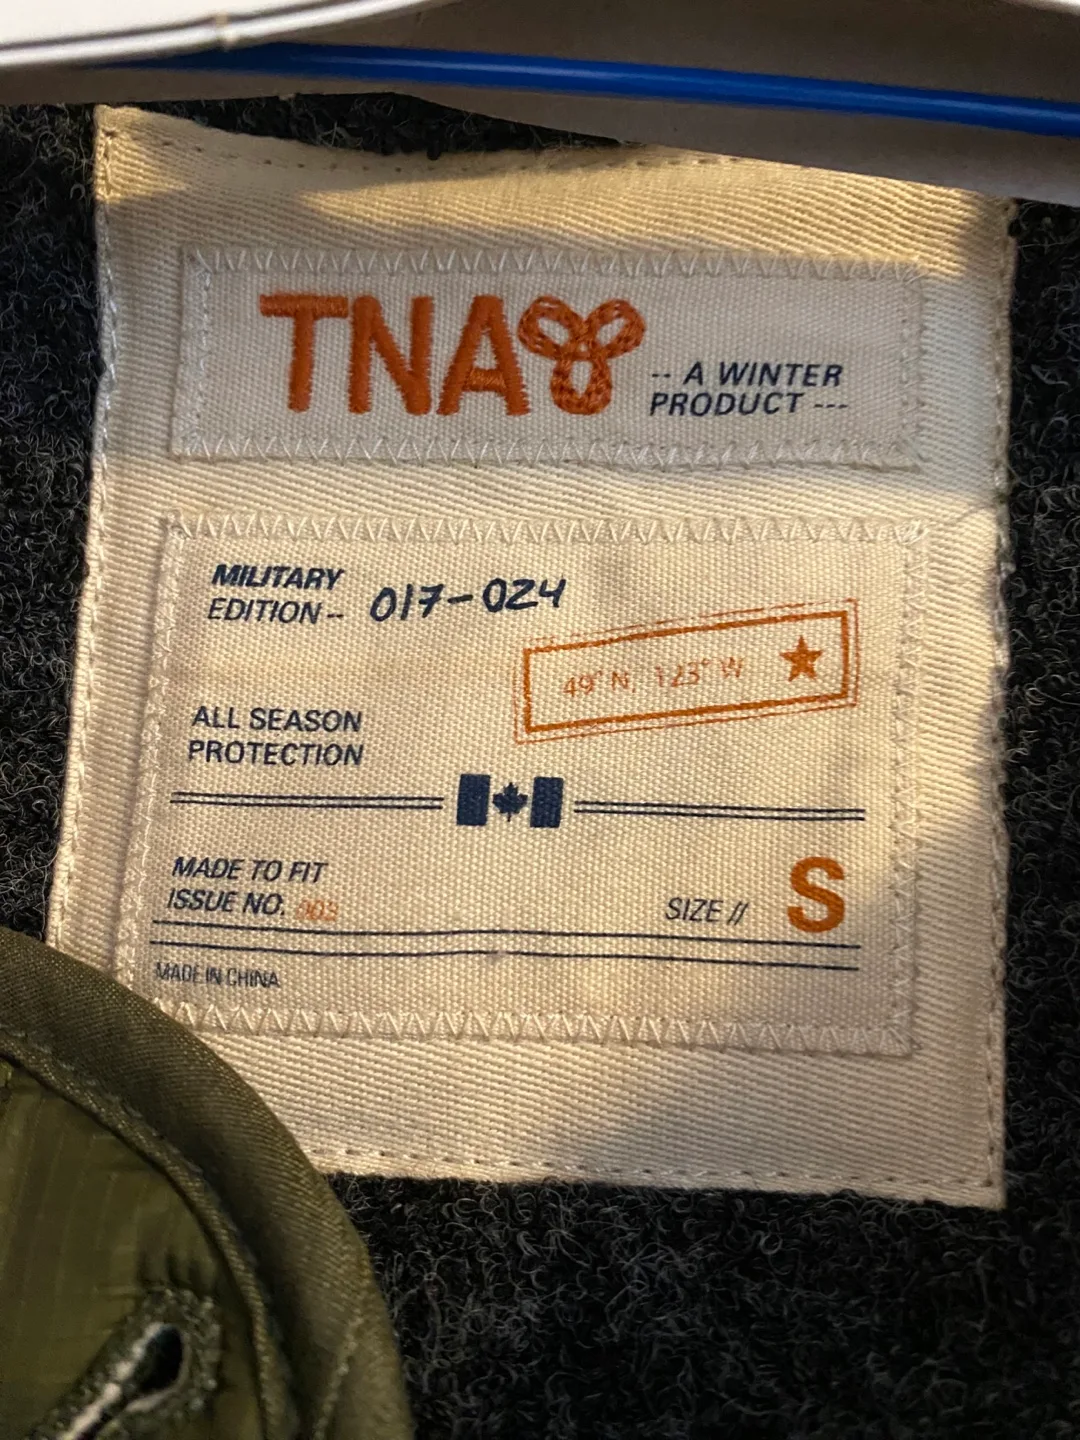 TNA
-- A WINTER
PRODUCT ---
MILITARY
EDITION -- 017-024
49° N, 123° W
ALL SEASON
PROTECTION
MADE TO FIT
ISSUE NO. 003
SIZE // S
MADE IN CHINA